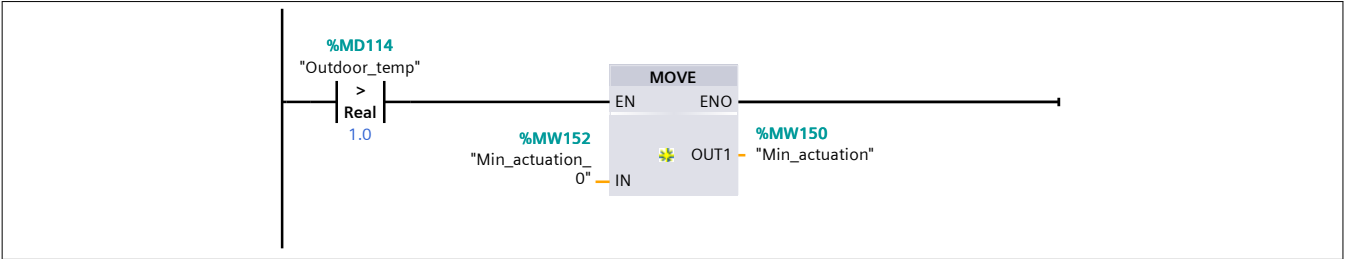 %MD114
"Outdoor_temp"
>
Real
1.0
MOVE
EN ENO
%MW152
"Min_actuation_
0"
IN
OUT1
%MW150
"Min_actuation"